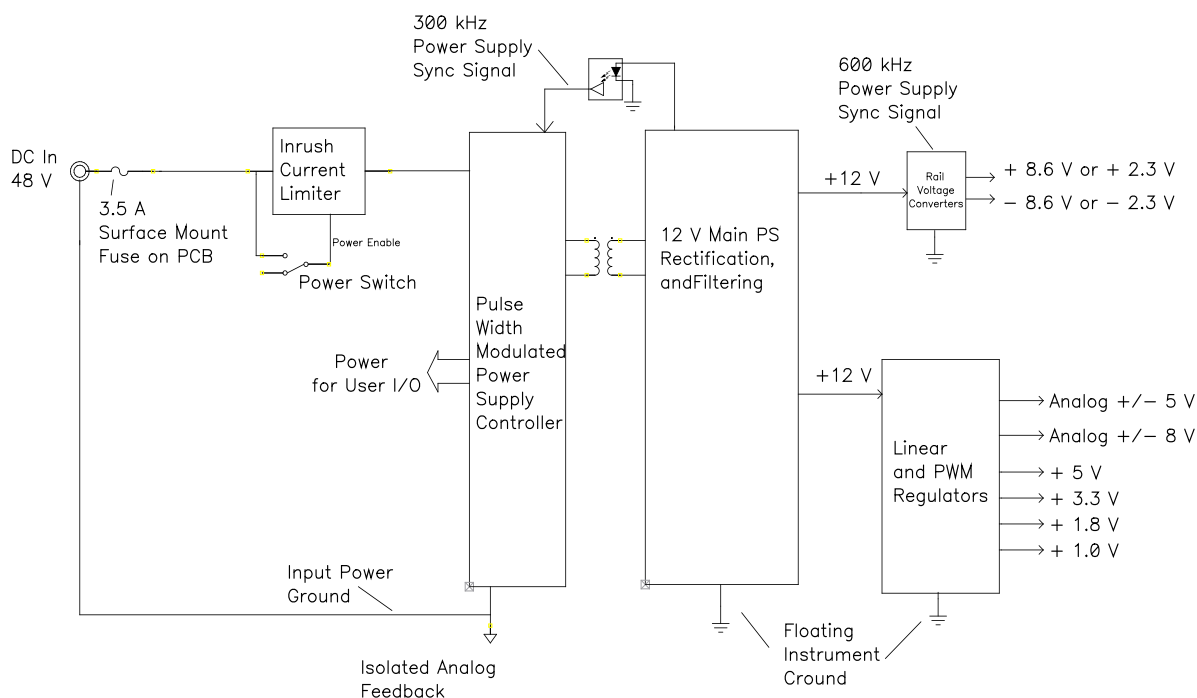 300 kHz
Power Supply
Sync Signal
600 kHz
Power Supply
Sync Signal
DC In
48 V
Inrush
Current
Limiter
3.5 A
Surface Mount
Fuse on PCB
Power Enable
Power Switch
+12 V
Rail
Voltage
Converters
+ 8.6 V or + 2.3 V
- 8.6 V or - 2.3 V
12 V Main PS
Rectification,
andFiltering
Pulse
Width
Modulated
Power
Supply
Controller
Power
for User I/O
+12 V
Linear
and PWM
Regulators
Analog +/- 5 V
Analog +/- 8 V
+ 5 V
+ 3.3 V
+ 1.8 V
+ 1.0 V
Input Power
Ground
Isolated Analog
Feedback
Floating
Instrument
Cround